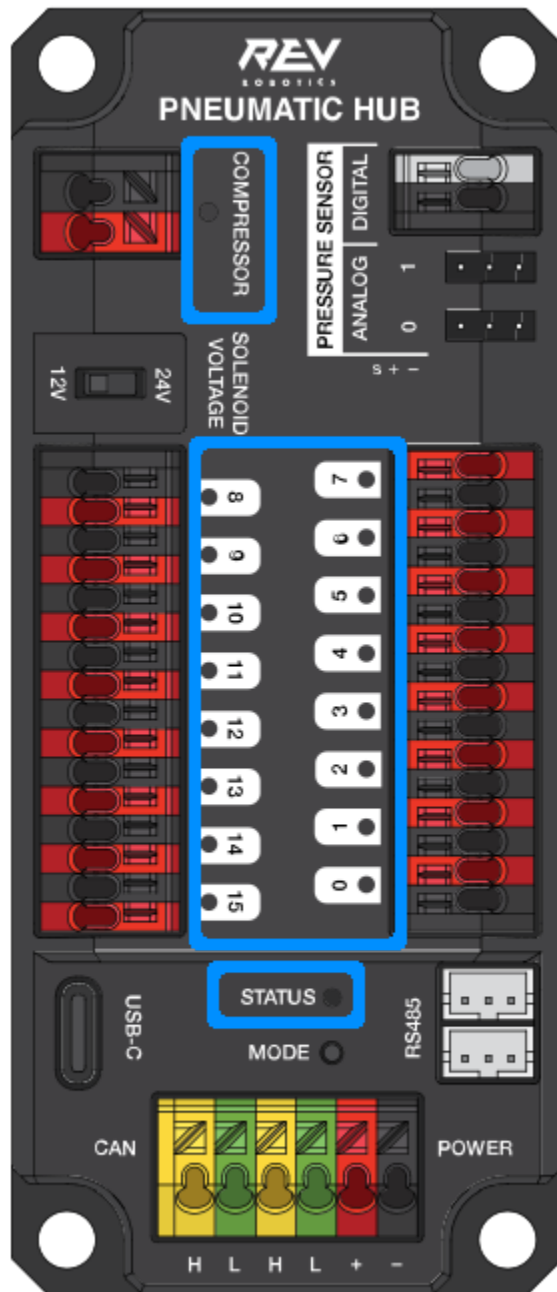 REV
ROBOTICS
PNEUMATIC HUB
COMPRESSOR
PRESSURE SENSOR
DIGITAL
ANALOG
1
0
S + -
SOLENOID
VOLTAGE
12V
24V
8
9
10
11
12
13
14
15
7
6
5
4
3
2
1
0
STATUS
MODE
USB-C
RS485
CAN
POWER
H L H L + -